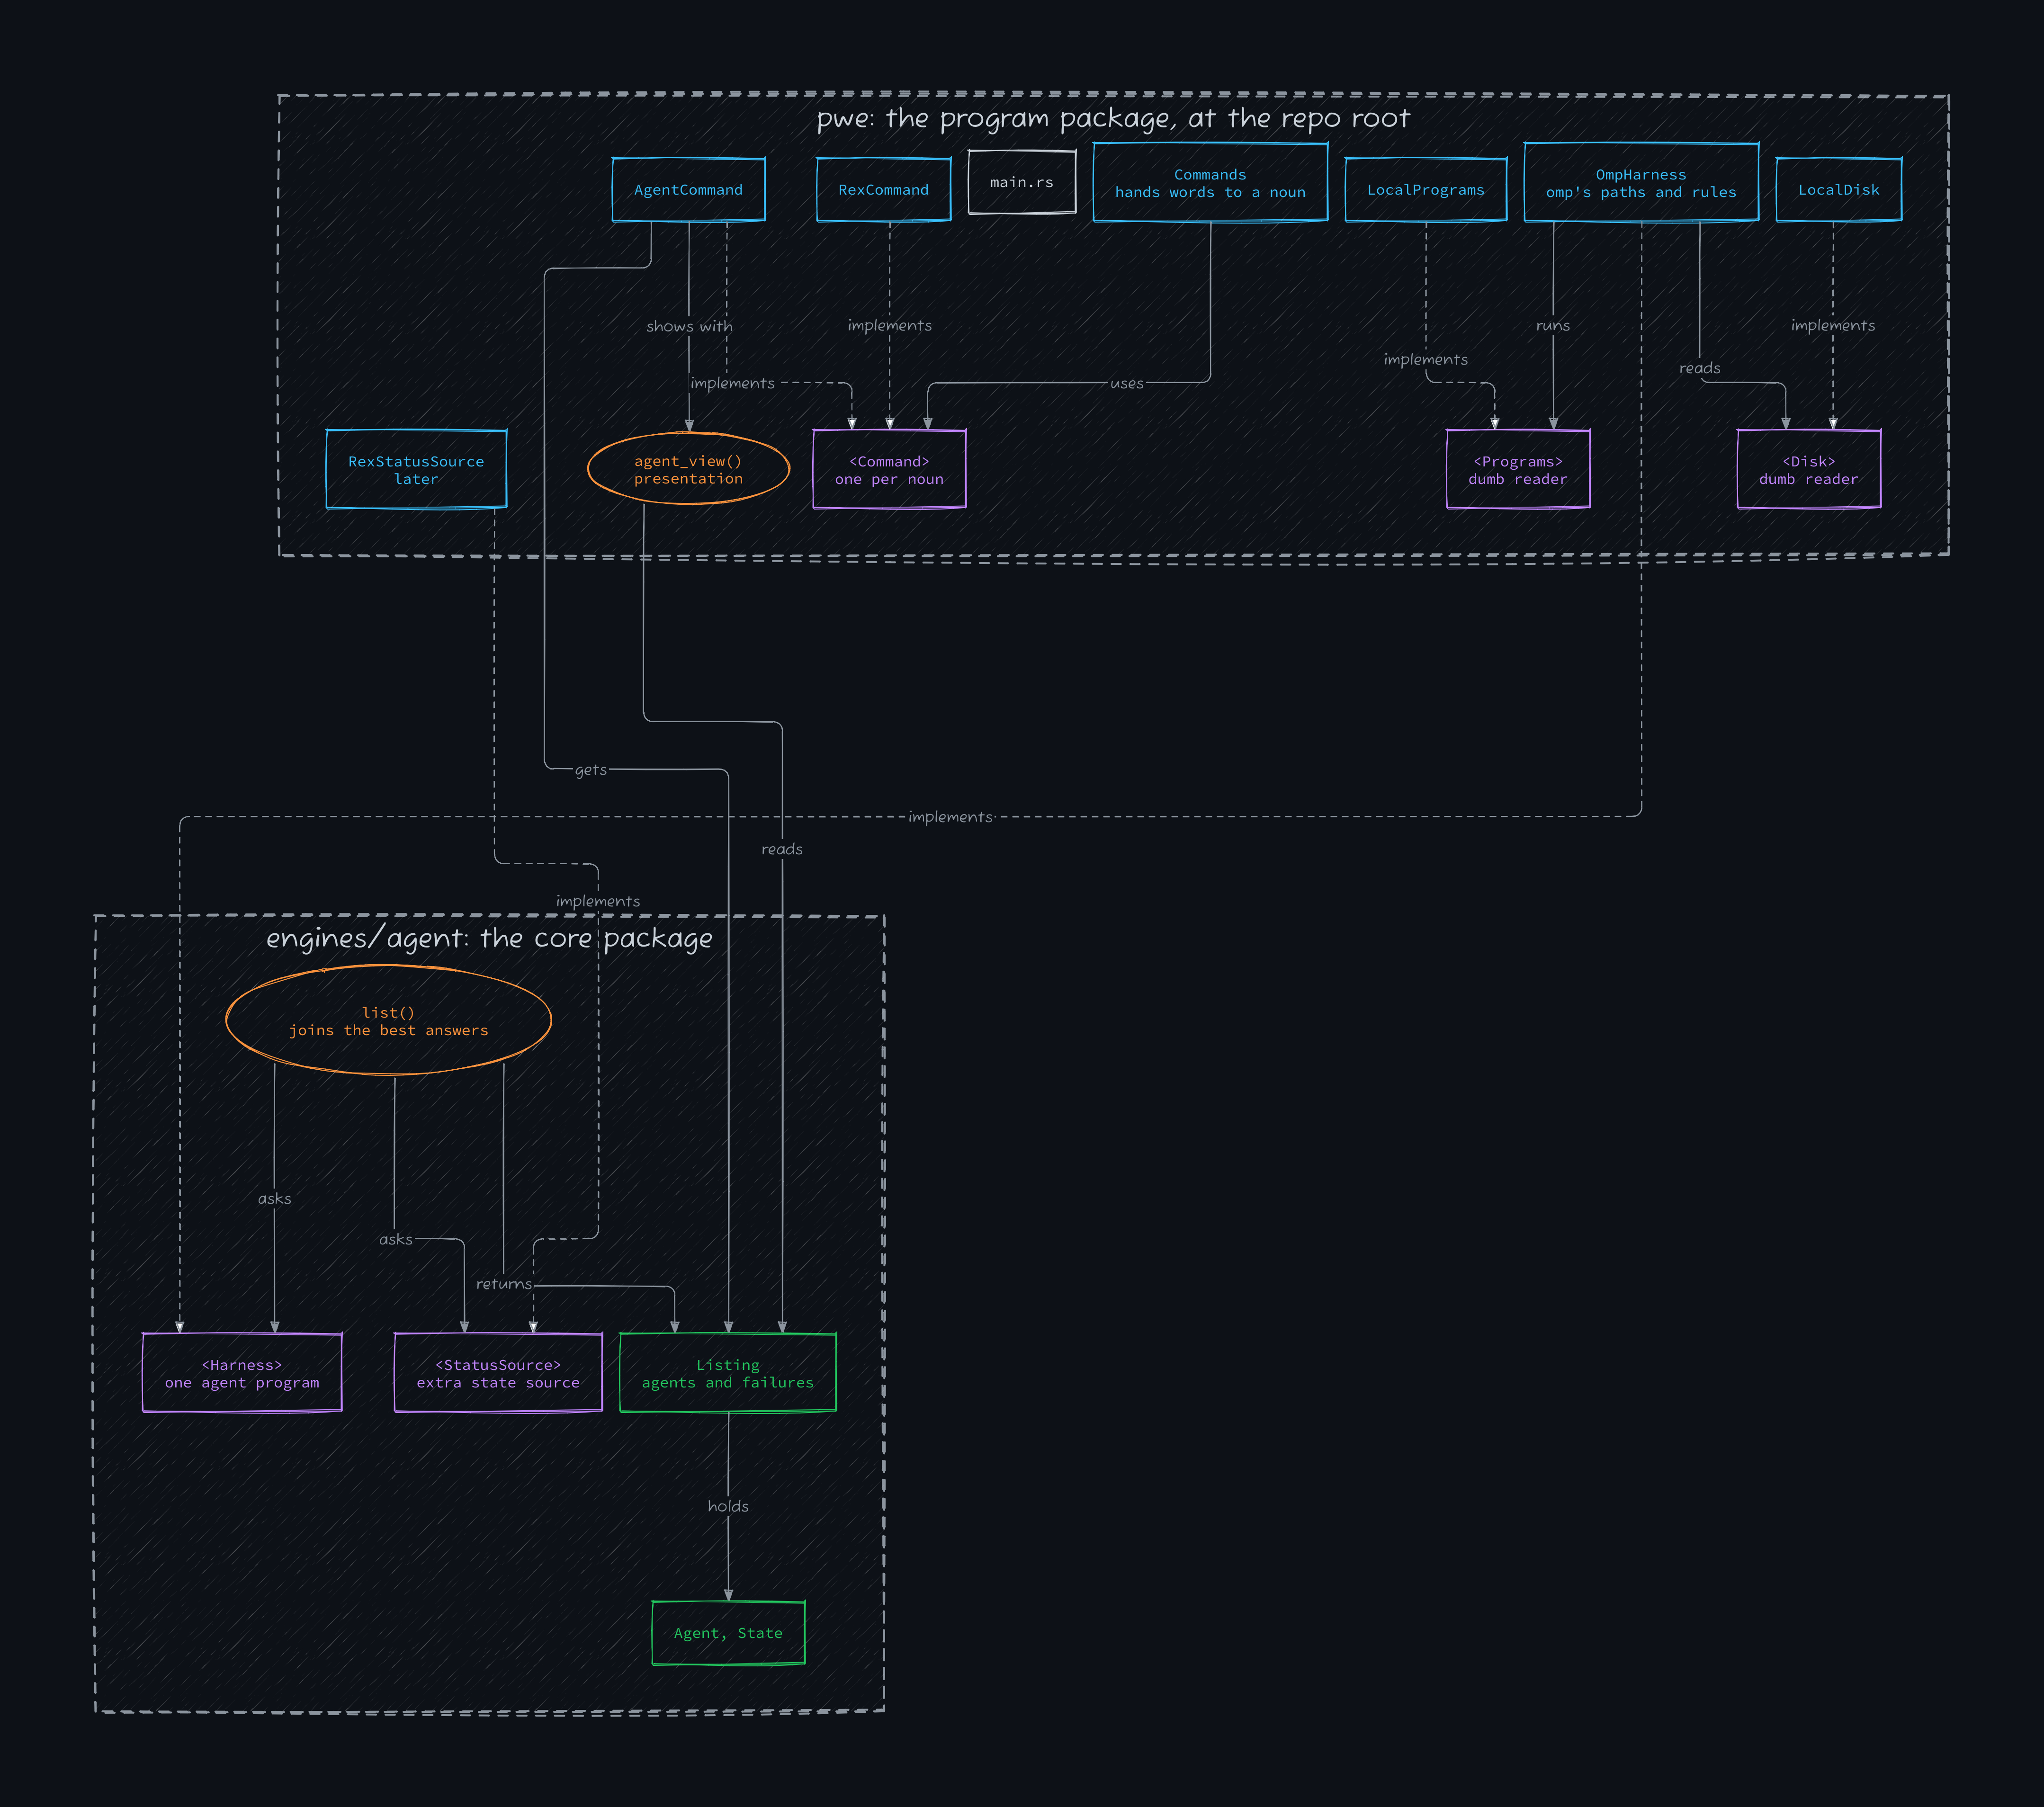 pwe: the program package, at the repo root
AgentCommand
RexCommand
main.rs
Commands
hands words to a noun
LocalPrograms
OmpHarness
omp's paths and rules
LocalDisk
shows with
implements
runs
implements
implements
reads
implements
uses
RexStatusSource
later
agent_view()
presentation
<Command>
one per noun
<Programs>
dumb reader
<Disk>
dumb reader
gets
implements
reads
implements
engines/agent: the core package
list()
joins the best answers
asks
asks
returns
<Harness>
one agent program
<StatusSource>
extra state source
Listing
agents and failures
holds
Agent, State